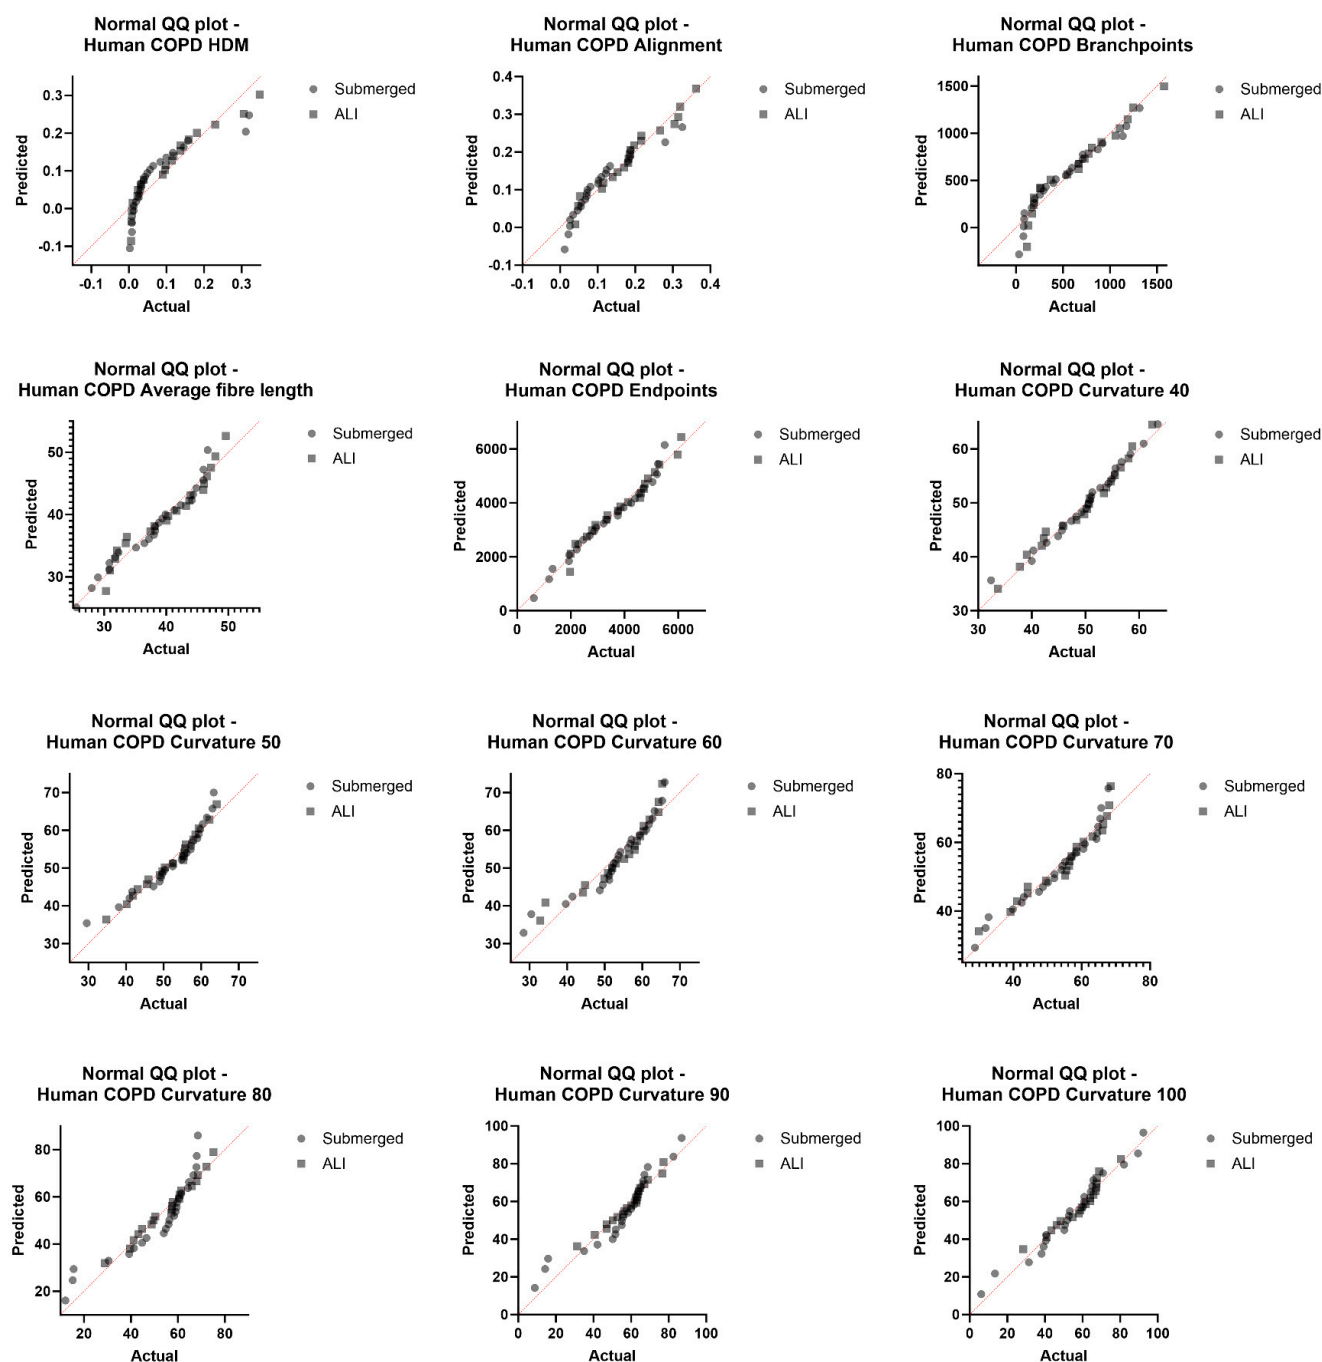 Normal QQ plot -
Human COPD HDM
Submerged
ALI
Predicted
0.3
0.2
0.1
0.0
-0.1
-0.1 0.0 0.1 0.2 0.3
Actual
Normal QQ plot -
Human COPD Alignment
Submerged
ALI
Predicted
0.4
0.3
0.2
0.1
0.0
-0.1
-0.1 0.0 0.1 0.2 0.3 0.4
Actual
Normal QQ plot -
Human COPD Branchpoints
Submerged
ALI
Predicted
1500
1000
500
0
0 500 1000 1500
Actual
Normal QQ plot -
Human COPD Average fibre length
Submerged
ALI
Predicted
50
40
30
30 40 50
Actual
Normal QQ plot -
Human COPD Endpoints
Submerged
ALI
Predicted
6000
4000
2000
0
0 2000 4000 6000
Actual
Normal QQ plot -
Human COPD Curvature 40
Submerged
ALI
Predicted
60
50
40
30
30 40 50 60
Actual
Normal QQ plot -
Human COPD Curvature 50
Submerged
ALI
Predicted
70
60
50
40
30
30 40 50 60 70
Actual
Normal QQ plot -
Human COPD Curvature 60
Submerged
ALI
Predicted
70
60
50
40
30
30 40 50 60 70
Actual
Normal QQ plot -
Human COPD Curvature 70
Submerged
ALI
Predicted
80
60
40
40 60 80
Actual
Normal QQ plot -
Human COPD Curvature 80
Submerged
ALI
Predicted
80
60
40
20
20 40 60 80
Actual
Normal QQ plot -
Human COPD Curvature 90
Submerged
ALI
Predicted
100
80
60
40
20
0
0 20 40 60 80 100
Actual
Normal QQ plot -
Human COPD Curvature 100
Submerged
ALI
Predicted
100
80
60
40
20
0
0 20 40 60 80 100
Actual